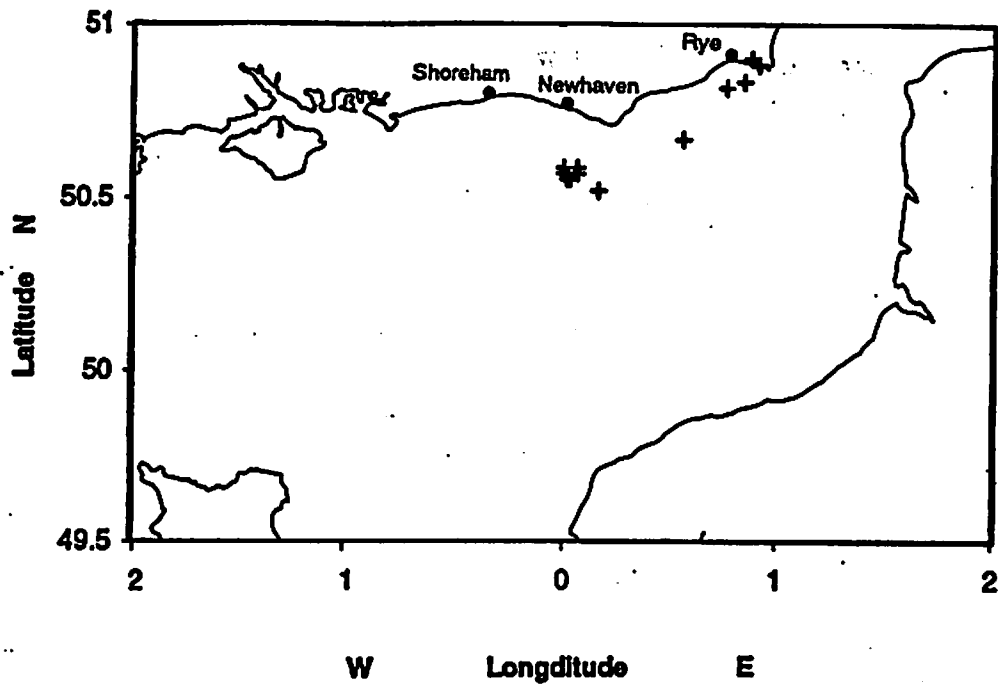 51
Rye
Shoreham
Newhaven
50.5
Latitude N
50
49.5
2 1 0 1 2
W Longditude E